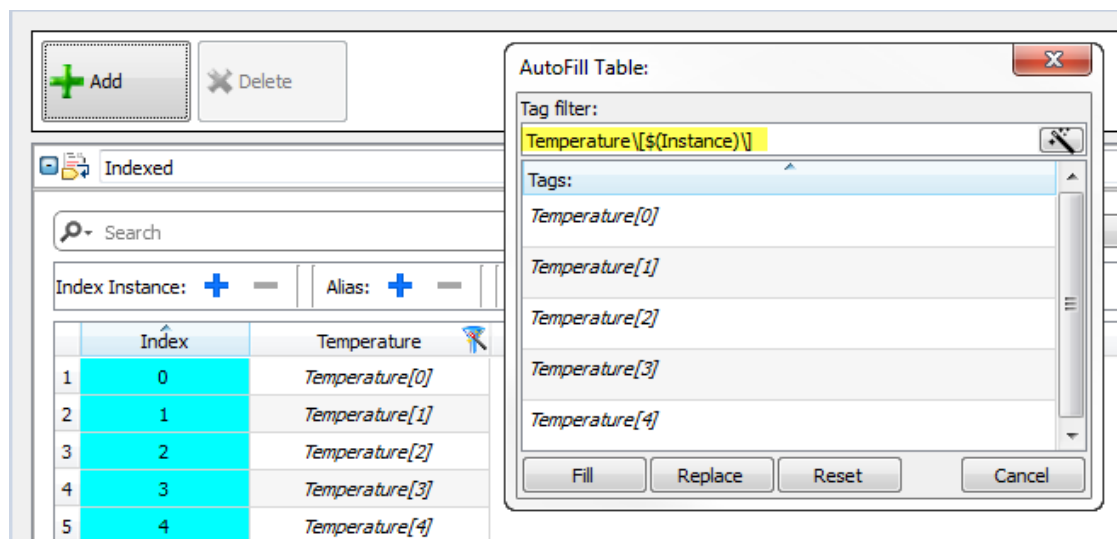 Add
Delete
Indexed
Search
Index Instance:
Alias:
Index Temperature
1 0 Temperature[0]
2 1 Temperature[1]
3 2 Temperature[2]
4 3 Temperature[3]
5 4 Temperature[4]
AutoFill Table:
Tag filter:
Temperature\[$(Instance)\]
Tags:
Temperature[0]
Temperature[1]
Temperature[2]
Temperature[3]
Temperature[4]
Fill Replace Reset Cancel